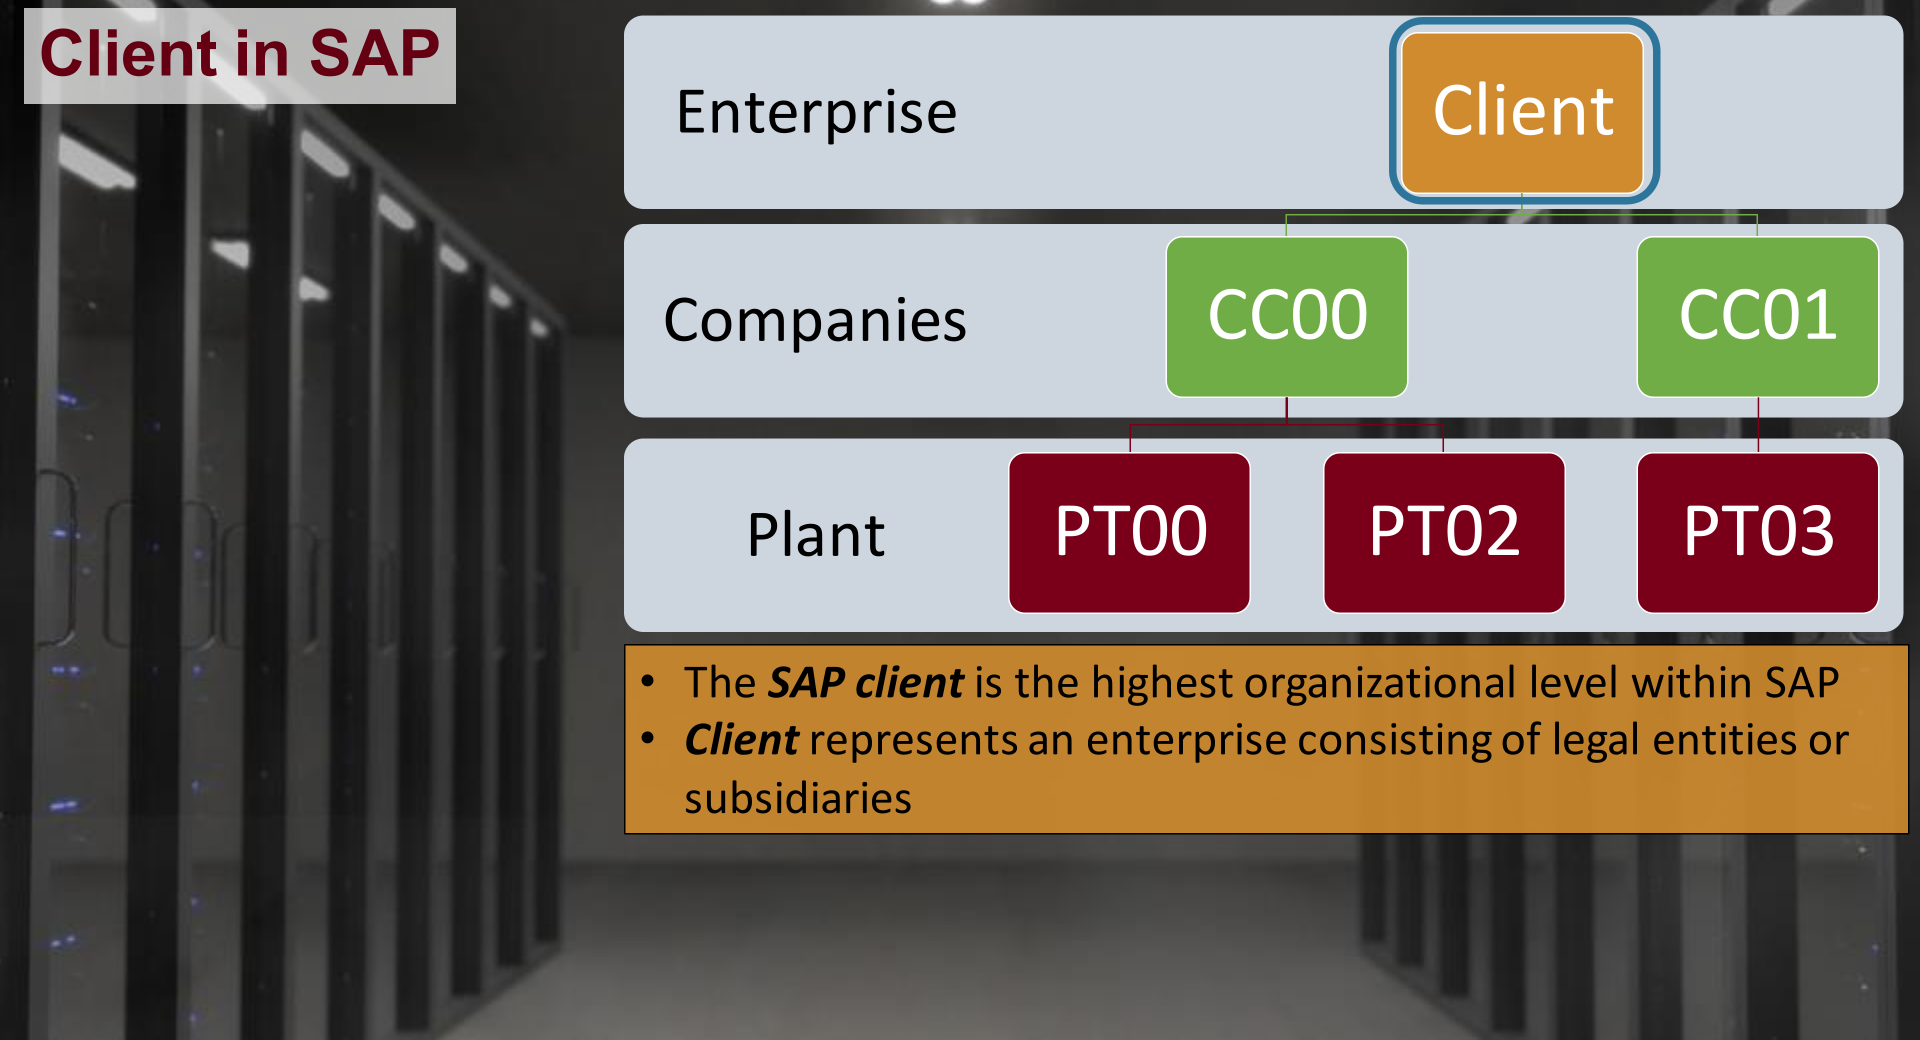 Client in SAP
Enterprise
Client
Companies
CC00
CC01
Plant
PT00
PT02
PT03
• The SAP client is the highest organizational level within SAP
• Client represents an enterprise consisting of legal entities or
subsidiaries